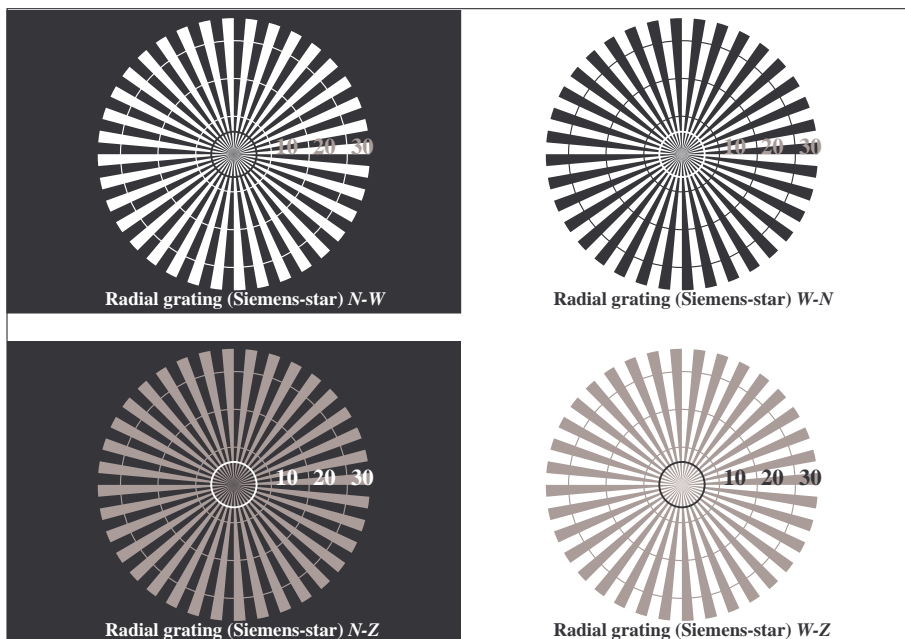 10 20 30
Radial grating (Siemens-star) N-W
10 20 30
Radial grating (Siemens-star) W-N
10 20 30
Radial grating (Siemens-star) N-Z
10 20 30
Radial grating (Siemens-star) W-Z